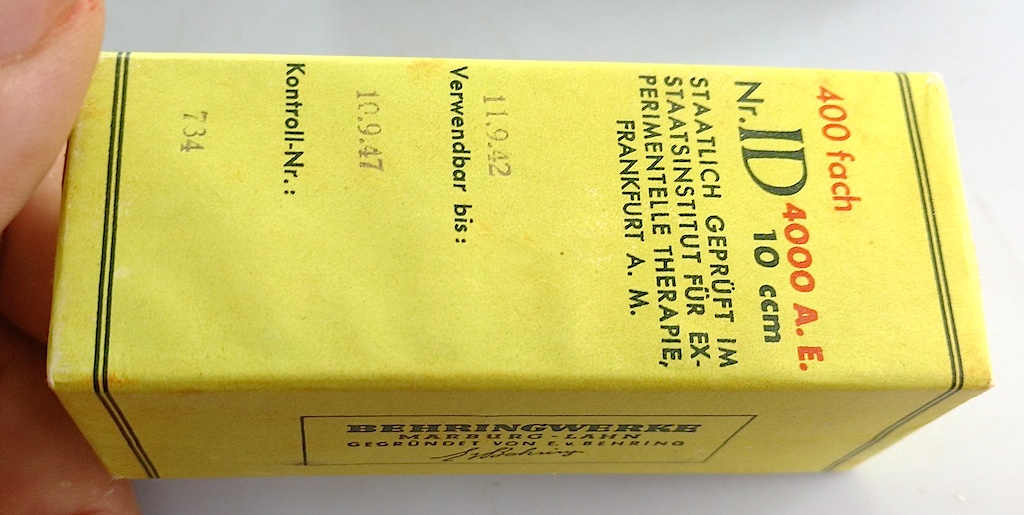 400 fach
4000 A. E.
Nr. ID 10 ccm
STAATLICH GEPRÜFT IM
STAATSINSTITUT FÜR EX-
PERIMENTELLE THERAPIE,
FRANKFURT A. M.
11.9.42
Verwendbar bis:
10.9.47
Kontroll-Nr.:
734
BEHRINGWERKE
MARBURG-LAHN
GEGRÜNDET VON E. v. BEHRING
EvBehring